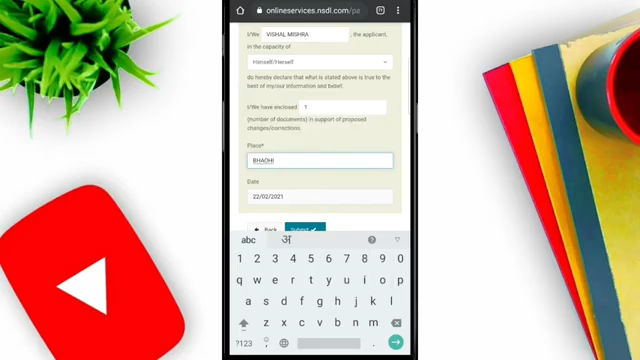 onlineservices.nsdl.com/pa
I/We VISHAL MISHRA , the applicant,
in the capacity of
Himself/Herself
do hereby declare that what is stated above is true to the
best of my/our information and belief.
I/We have enclosed 1
(number of documents) in support of proposed
changes/corrections.
Place*
BHAOHI
Date
22/02/2021
Back Submit
abc अ
1 2 3 4 5 6 7 8 9 0
q w e r t y u i o p
a s d f g h j k l
z x c v b n m
?123 .